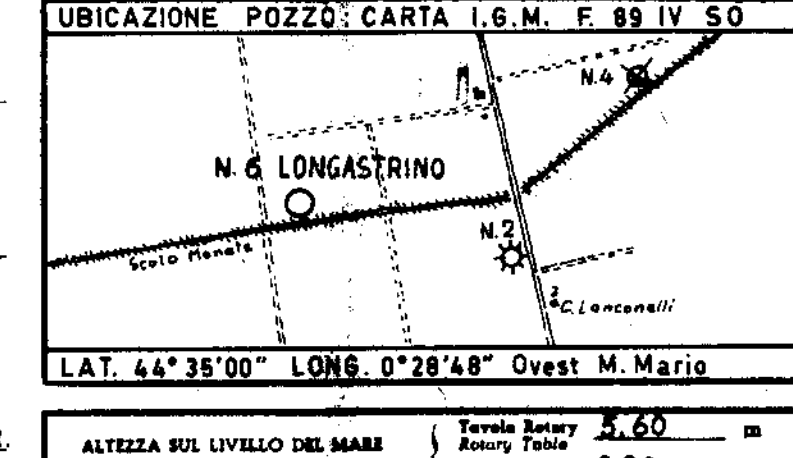 UBICAZIONE POZZO: CARTA I.G.M. F. 89 IV SO
N.4
N. 6 LONGASTRINO
N.2
Scolo Menate
C. Lanconelli
LAT. 44° 35'00" LONG. 0°28'48" Ovest M. Mario
ALTEZZA SUL LIVELLO DEL MARE
Tavola Rotary
Rotary Table
5.60 m